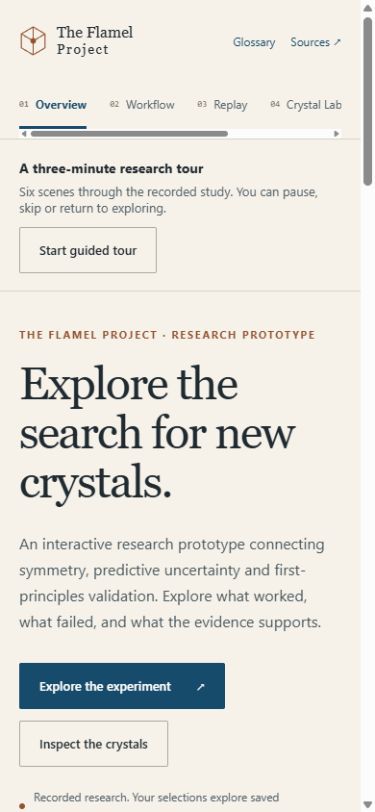 The Flamel
Project
Glossary Sources ↗
01 Overview 02 Workflow 03 Replay 04 Crystal Lab
A three-minute research tour
Six scenes through the recorded study. You can pause,
skip or return to exploring.
Start guided tour
THE FLAMEL PROJECT · RESEARCH PROTOTYPE
Explore the
search for new
crystals.
An interactive research prototype connecting
symmetry, predictive uncertainty and first-
principles validation. Explore what worked,
what failed, and what the evidence supports.
Explore the experiment ↗
Inspect the crystals
Recorded research. Your selections explore saved